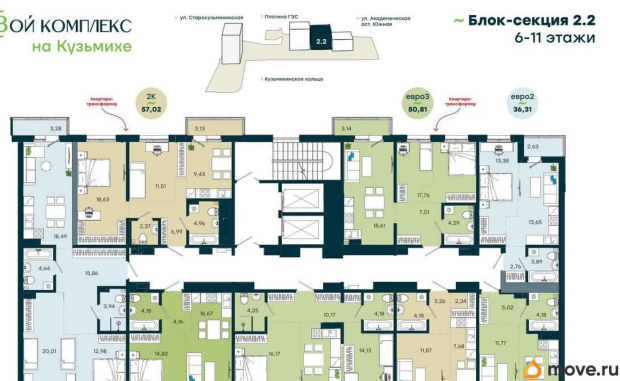 ОЙ КОМПЛЕКС
на Кузьмихе
ул. Старокузьмихинская
Плотина ГЭС
ул. Академическая
ост. Южная
2.2
Кузьмихинское кольцо
~ Блок-секция 2.2
6-11 этажи
Квартира-
трансформер
2К
~
57,02
евро3
~
50,81
Квартира-
трансформер
евро2
~
36,31
3,28
3,13
3,14
2,63
13,38
18,63
11,51
9,43
17,76
13,65
18,49
2,37
6,99
4,96
18,61
7,01
4,29
4,64
15,86
2,76
3,89
3,94
4,18
4,16
16,67
4,25
10,17
4,18
4,18
3,26
2,34
5,02
4,18
20,01
12,98
14,82
16,17
14,13
11,87
7,68
11,77
move.ru